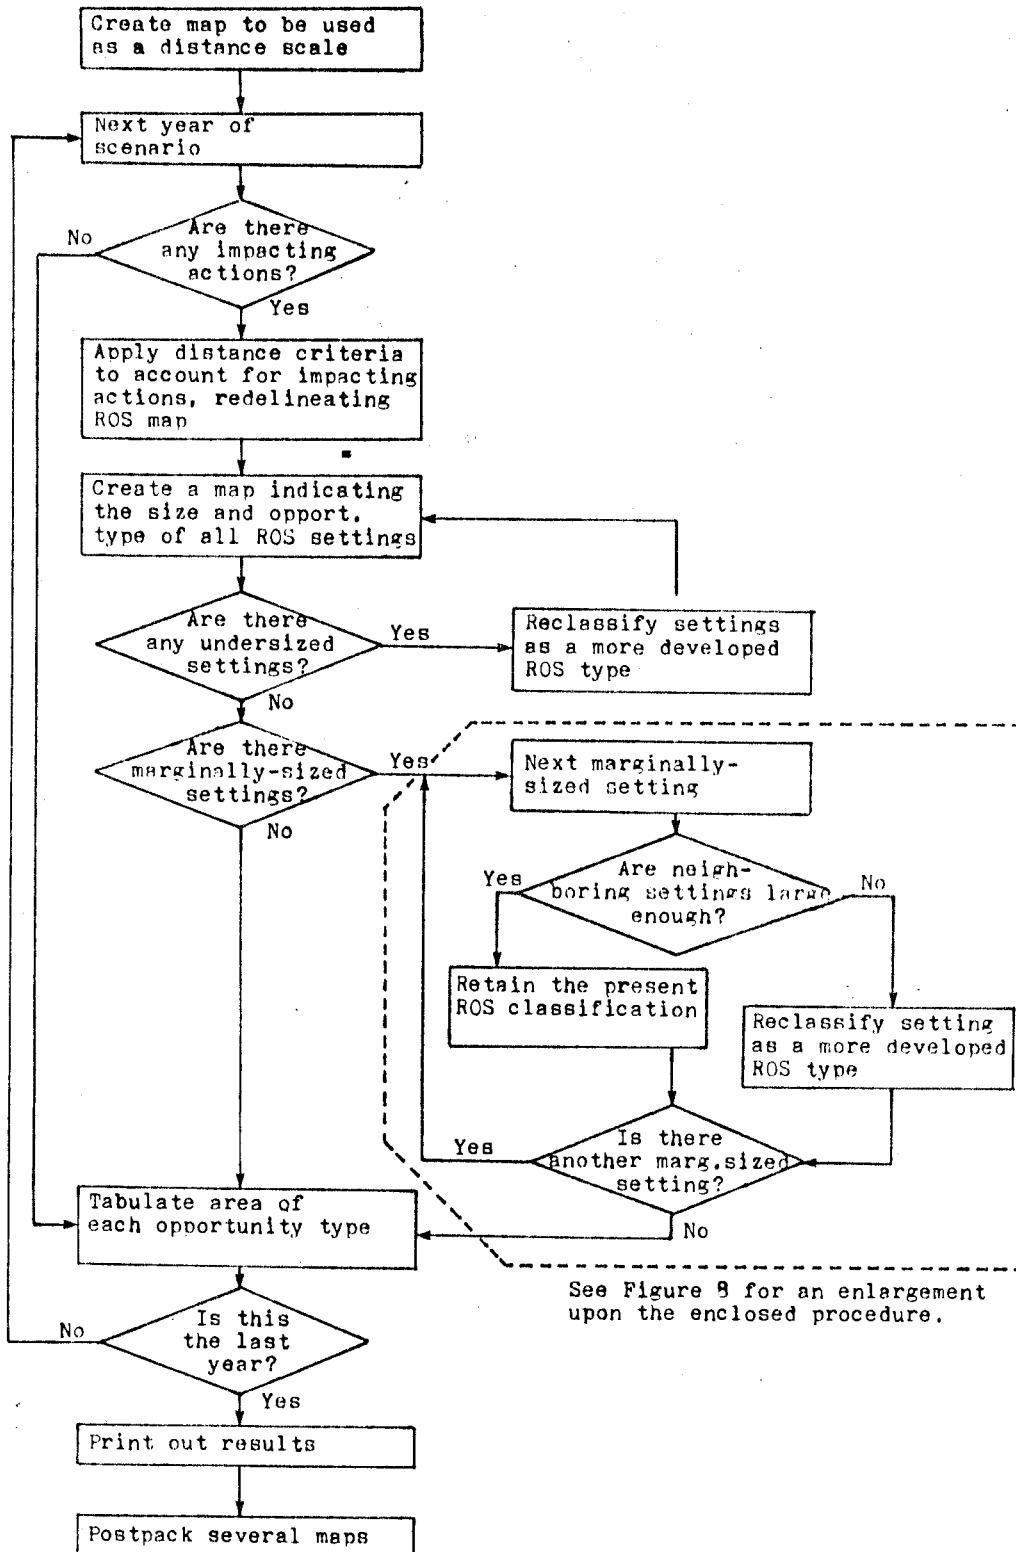 Create map to be used
as a distance scale
Next year of
scenario
Are there
any impacting
actions?
No
Yes
Apply distance criteria
to account for impacting
actions, redelineating
ROS map
Create a map indicating
the size and opport.
type of all ROS settings
Are there
any undersized
settings?
Yes
Reclassify settings
as a more developed
ROS type
No
Are there
marginally-sized
settings?
Yes
Next marginally-
sized setting
No
Are neigh-
boring settings large
enough?
Yes
No
Retain the present
ROS classification
Reclassify setting
as a more developed
ROS type
Is there
another marg.sized
setting?
Yes
No
Tabulate area of
each opportunity type
See Figure 8 for an enlargement
upon the enclosed procedure.
Is this
the last
year?
No
Yes
Print out results
Postpack several maps